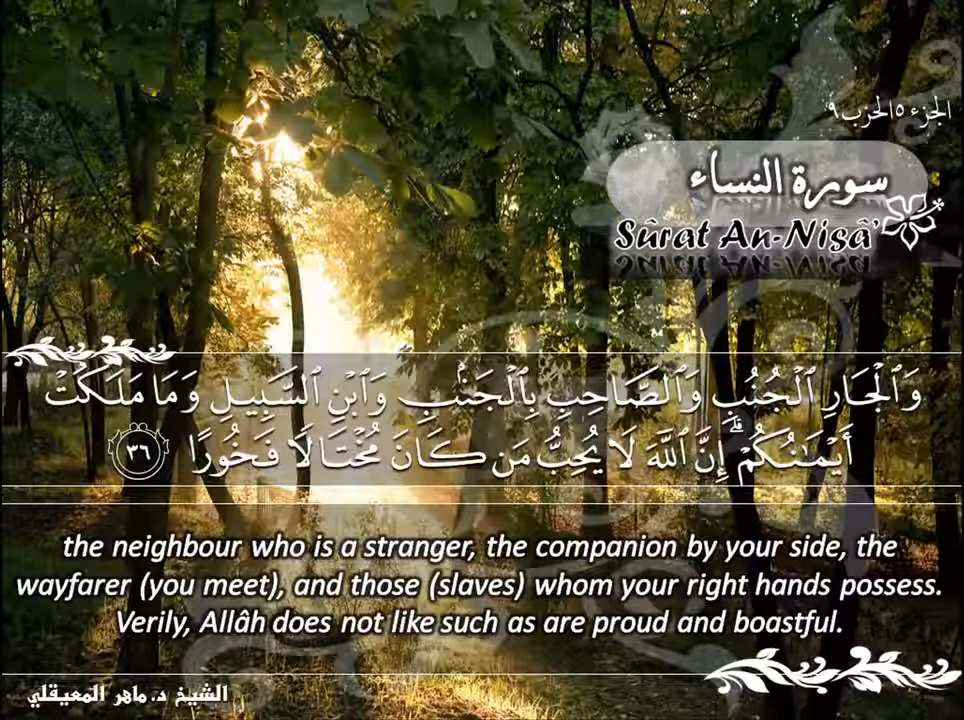 الجزء ٥ الحزب ٩
سورة النساء
Sûrat An-Nisâ'
وَٱلْجَارِ ٱلْجُنُبِ وَٱلصَّاحِبِ بِٱلْجَنۢبِ وَٱبْنِ ٱلسَّبِيلِ وَمَا مَلَكَتْ
أَيْمَـٰنُكُمْ ۗ إِنَّ ٱللَّهَ لَا يُحِبُّ مَن كَانَ مُخْتَالًا فَخُورًا ٣٦
the neighbour who is a stranger, the companion by your side, the
wayfarer (you meet), and those (slaves) whom your right hands possess.
Verily, Allâh does not like such as are proud and boastful.
الشيخ د. ماهر المعيقلي